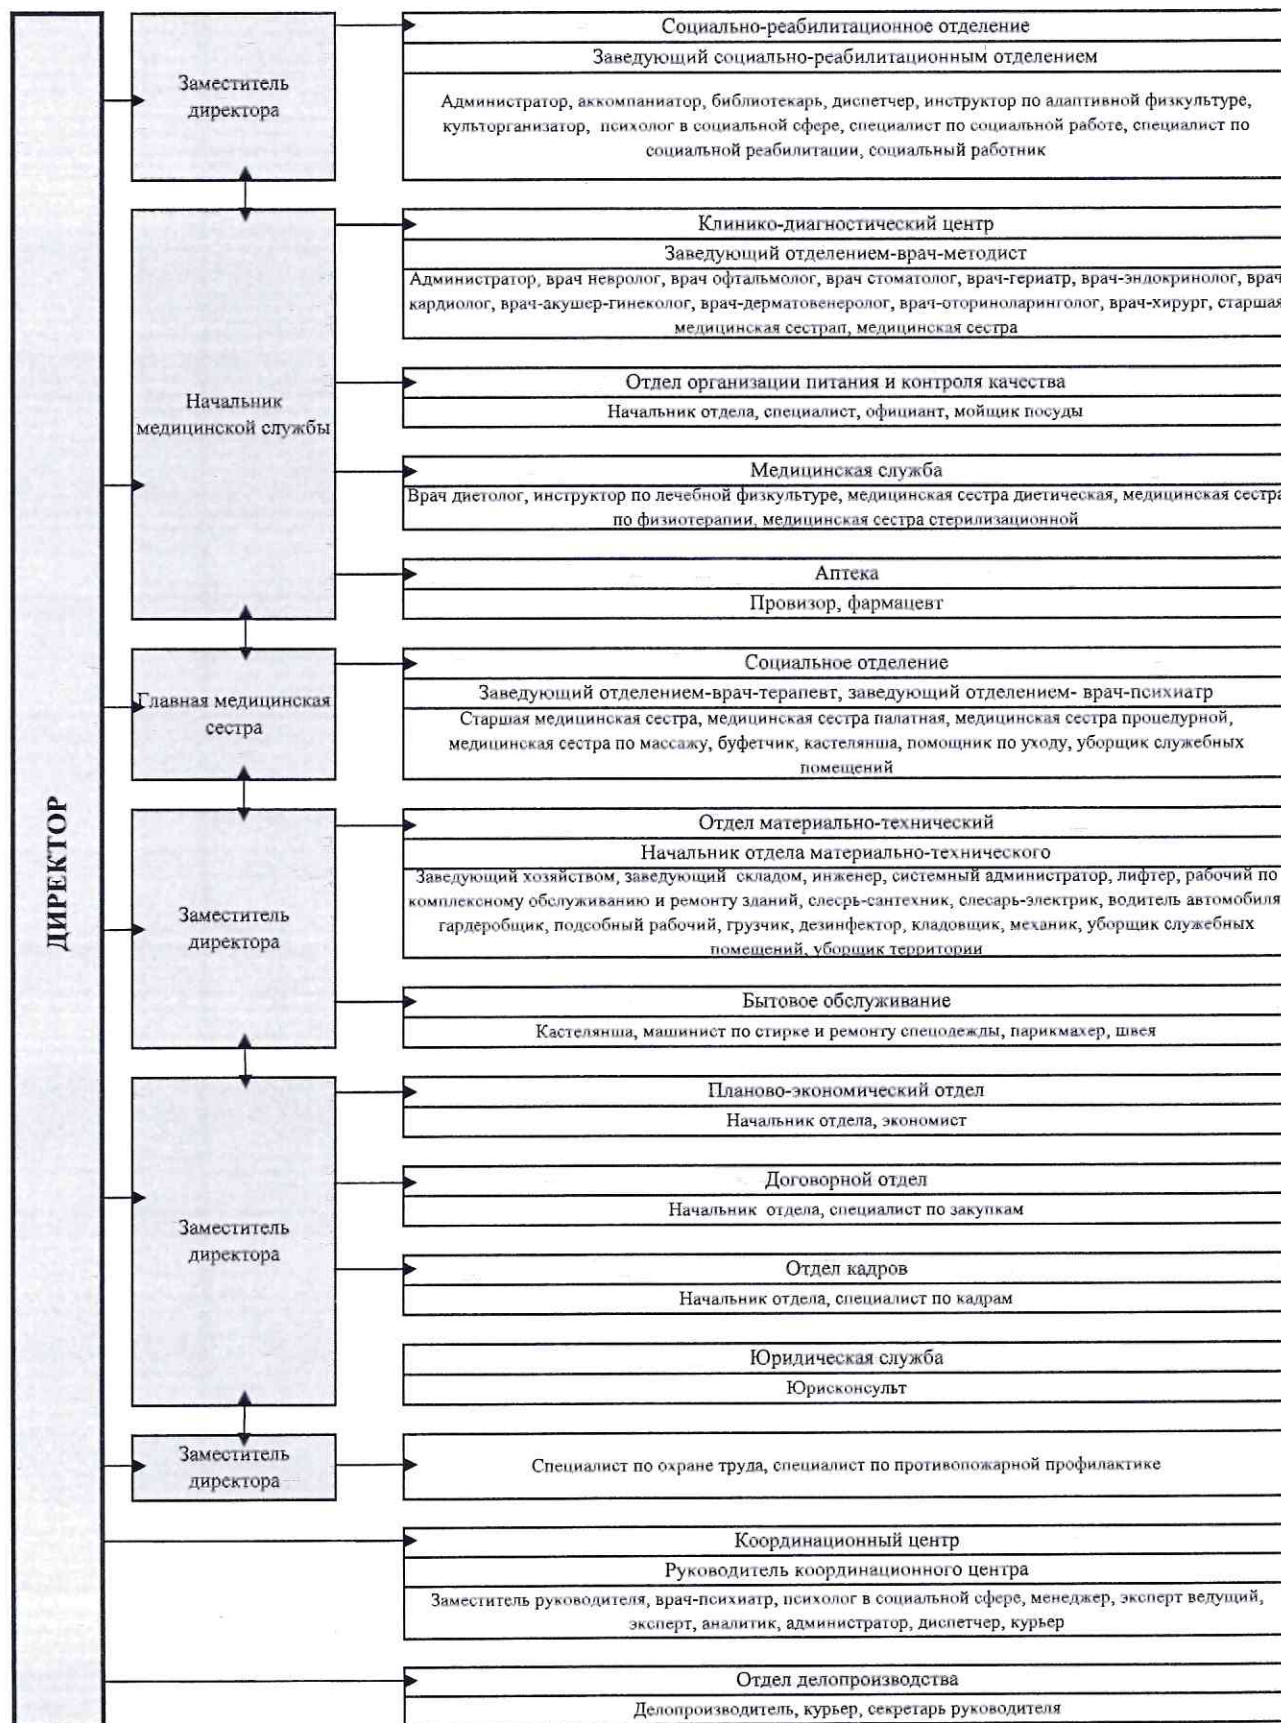 ДИРЕКТОР
Заместитель
директора
Социально-реабилитационное отделение
Заведующий социально-реабилитационным отделением
Администратор, аккомпаниатор, библиотекарь, диспетчер, инструктор по адаптивной физкультуре,
культорганизатор, психолог в социальной сфере, специалист по социальной работе, специалист по
социальной реабилитации, социальный работник
Начальник
медицинской службы
Клинико-диагностический центр
Заведующий отделением-врач-методист
Администратор, врач невролог, врач офтальмолог, врач стоматолог, врач-гериатр, врач-эндокринолог, врач
кардиолог, врач-акушер-гинеколог, врач-дерматовенеролог, врач-оториноларинголог, врач-хирург, старшая
медицинская сестрап, медицинская сестра
Отдел организации питания и контроля качества
Начальник отдела, специалист, официант, мойщик посуды
Медицинская служба
Врач диетолог, инструктор по лечебной физкультуре, медицинская сестра диетическая, медицинская сестра
по физиотерапии, медицинская сестра стерилизационной
Аптека
Провизор, фармацевт
Главная медицинская
сестра
Социальное отделение
Заведующий отделением-врач-терапевт, заведующий отделением- врач-психиатр
Старшая медицинская сестра, медицинская сестра палатная, медицинская сестра процедурной,
медицинская сестра по массажу, буфетчик, кастелянша, помощник по уходу, уборщик служебных
помещений
Заместитель
директора
Отдел материально-технический
Начальник отдела материально-технического
Заведующий хозяйством, заведующий складом, инженер, системный администратор, лифтер, рабочий по
комплексному обслуживанию и ремонту зданий, слесрь-сантехник, слесарь-электрик, водитель автомобиля
гардеробщик, подсобный рабочий, грузчик, дезинфектор, кладовщик, механик, уборщик служебных
помещений, уборщик территории
Бытовое обслуживание
Кастелянша, машинист по стирке и ремонту спецодежды, парикмахер, швея
Заместитель
директора
Планово-экономический отдел
Начальник отдела, экономист
Договорной отдел
Начальник отдела, специалист по закупкам
Отдел кадров
Начальник отдела, специалист по кадрам
Юридическая служба
Юрисконсульт
Заместитель
директора
Специалист по охране труда, специалист по противопожарной профилактике
Координационный центр
Руководитель координационного центра
Заместитель руководителя, врач-психиатр, психолог в социальной сфере, менеджер, эксперт ведущий,
эксперт, аналитик, администратор, диспетчер, курьер
Отдел делопроизводства
Делопроизводитель, курьер, секретарь руководителя